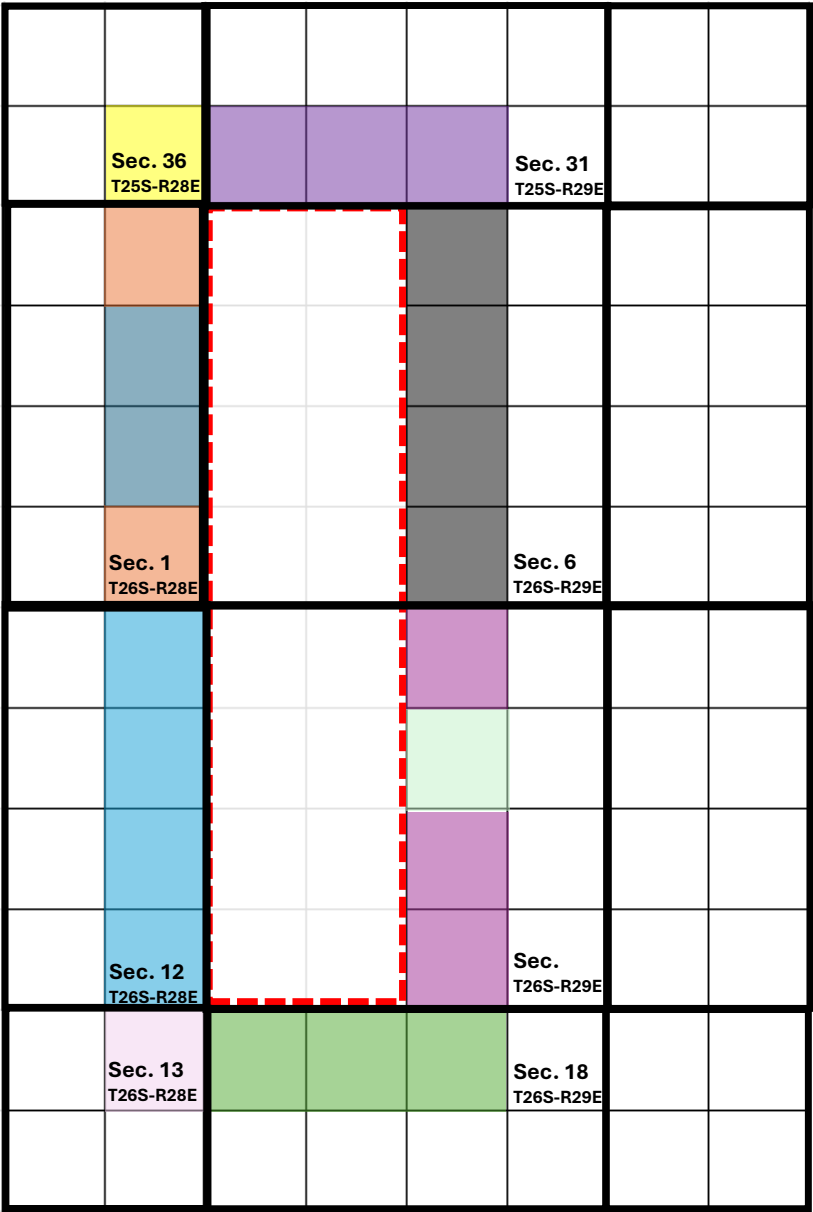 Sec. 36
T25S-R28E
Sec. 31
T25S-R29E
Sec. 1
T26S-R28E
Sec. 6
T26S-R29E
Sec. 12
T26S-R28E
Sec.
T26S-R29E
Sec. 13
T26S-R28E
Sec. 18
T26S-R29E